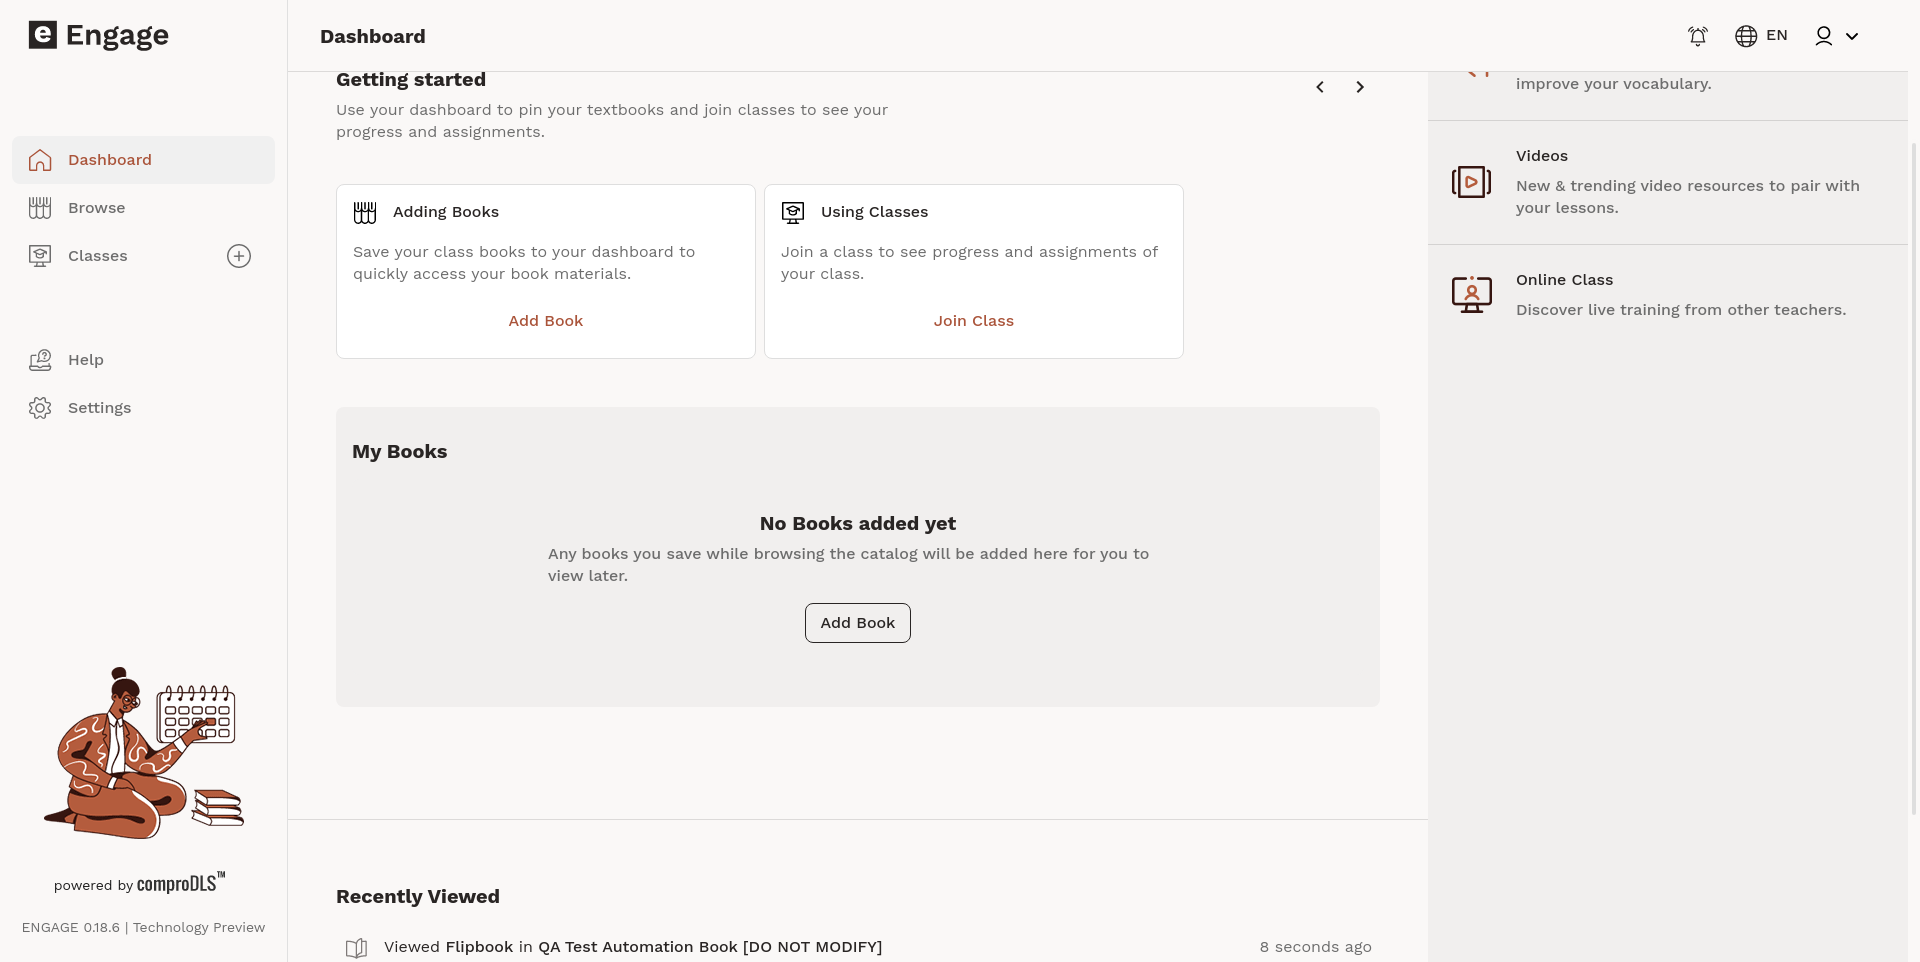 e Engage
Dashboard
EN
Dashboard
Browse
Classes
Help
Settings
powered by comproDLS™
ENGAGE 0.18.6 | Technology Preview
Getting started
Use your dashboard to pin your textbooks and join classes to see your
progress and assignments.
Adding Books
Save your class books to your dashboard to
quickly access your book materials.
Add Book
Using Classes
Join a class to see progress and assignments of
your class.
Join Class
My Books
No Books added yet
Any books you save while browsing the catalog will be added here for you to
view later.
Add Book
Recently Viewed
Viewed Flipbook in QA Test Automation Book [DO NOT MODIFY]
8 seconds ago
improve your vocabulary.
Videos
New & trending video resources to pair with
your lessons.
Online Class
Discover live training from other teachers.